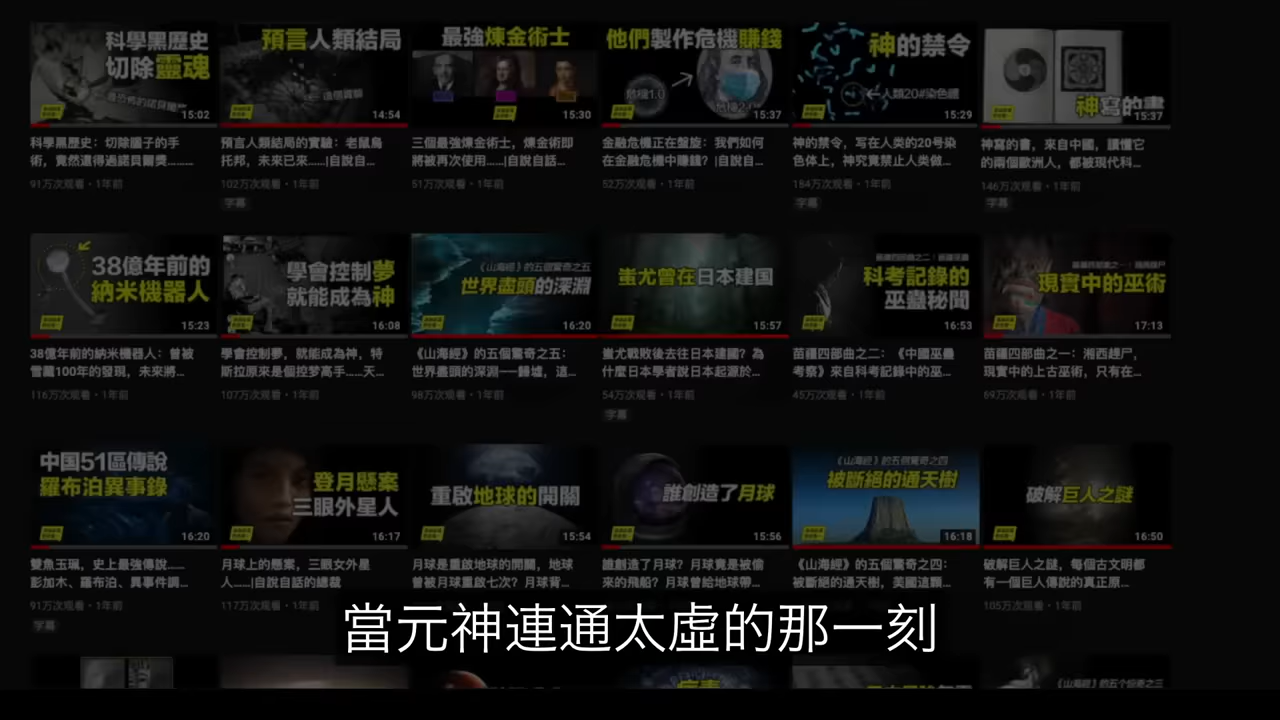 科學黑歷史
切除靈魂
15:02
科學黑歷史：切除腦子的手
術，竟然還得過諾貝爾獎………
91万次观看・1年前
預言人類結局
14:54
預言人類結局的實驗：老鼠烏
托邦，未來已來……|自說自...
102万次观看・1年前
字幕
最強煉金術士
15:30
三個最強煉金術士，煉金術即
將被再次使用……|自說自話...
51万次观看・1年前
他們製作危機賺錢
危機1.0
15:37
金融危機正在盤旋：我們如何
在金融危機中賺錢？|自說自...
52万次观看・1年前
神的禁令
←人類20#染色體
15:29
神的禁令，写在人类的20号染
色体上，神究竟禁止人类做...
184万次观看・1年前
字幕
神寫的書
15:37
神寫的書，來自中國，讀懂它
的兩個歐洲人，都被現代科...
146万次观看・1年前
字幕
38億年前的
納米機器人
15:23
38億年前的納米機器人：曾被
雪藏100年的發現，未來將...
116万次观看・1年前
學會控制夢
就能成為神
16:08
學會控制夢，就能成為神，特
斯拉原來是個控梦高手……天...
107万次观看・1年前
《山海經》的五個驚奇之五
世界盡頭的深淵
16:20
《山海經》的五個驚奇之五：
世界盡頭的深淵——歸墟，這...
98万次观看・1年前
蚩尤曾在日本建国
15:57
蚩尤戰敗後去往日本建國？為
什麼日本學者說日本起源於...
54万次观看・1年前
字幕
科考記錄的
巫蠱秘聞
16:53
苗疆四部曲之二：《中國巫蠱
考察》來自科考記錄中的巫...
45万次观看・1年前
現實中的巫術
17:13
苗疆四部曲之一：湘西趕尸，
現實中的上古巫術，只有在...
69万次观看・1年前
中国51區傳說
羅布泊異事錄
16:20
雙魚玉珮，史上最強傳說……
彭加木、羅布泊、異事件調...
91万次观看・1年前
字幕
登月懸案
三眼外星人
16:17
月球上的懸案，三眼女外星
人……|自說自話的總裁
117万次观看・1年前
重啟地球的開關
15:54
月球是重啟地球的開關，地球
曾被月球重啟七次？月球背...
誰創造了月球
15:56
誰創造了月球？月球竟是被偷
來的飛船？月球曾給地球帶...
《山海經》的五個驚奇之四
被斷絕的通天樹
16:18
《山海經》的五個驚奇之四：
被斷絕的通天樹，美國這顆...
破解巨人之謎
16:50
破解巨人之謎，每個古文明都
有一個巨人傳說的真正原...
105万次观看・1年前
當元神連通太虛的那一刻